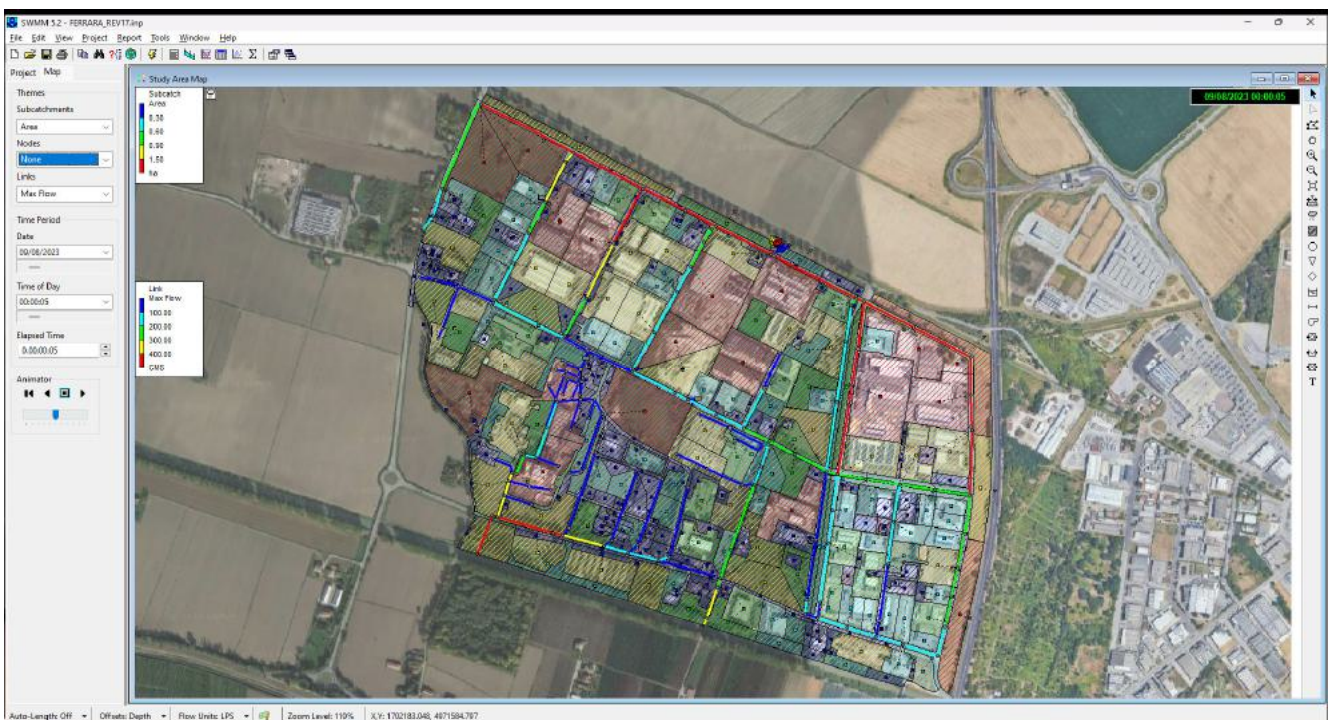 SWMM 5.2 - FERRARA_REV17.inp
File Edit View Project Report Tools Window Help
Project Map
Study Area Map
Themes
Subcatchments
Area
Nodes
None
Links
Max Flow
Time Period
Date
09/08/2023
Time of Day
00:00:05
Elapsed Time
0.00:00:05
Animator
Subcatch
Area
0.30
0.60
0.90
1.50
ha
Link
Max Flow
100.00
200.00
300.00
400.00
09/08/2023 00:00:05
T
Auto-Length: Off Offsets: Depth Flow Units: LPS Zoom Level: 119% X,Y: 1702183.048, 4971584.707